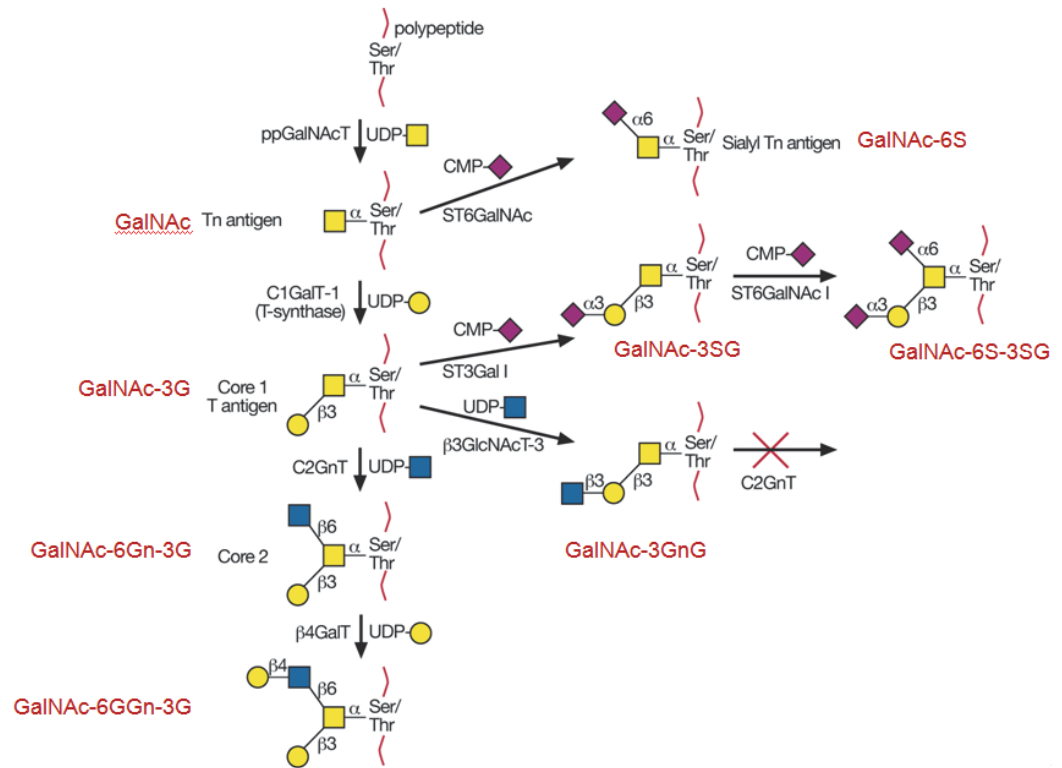 polypeptide
Ser/
Thr
ppGalNAcT
UDP-
α6
α
Ser/
Thr
Sialyl Tn antigen
GalNAc-6S
CMP-
ST6GalNAc
GalNAc
Tn antigen
α
Ser/
Thr
C1GalT-1
(T-synthase)
UDP-
α3
β3
α
Ser/
Thr
CMP-
ST6GalNAc I
α6
α3
β3
α
Ser/
Thr
CMP-
ST3Gal I
GalNAc-3SG
GalNAc-6S-3SG
GalNAc-3G
Core 1
T antigen
β3
α
Ser/
Thr
UDP-
β3GlcNAcT-3
C2GnT
UDP-
β3
β3
α
Ser/
Thr
C2GnT
GalNAc-6Gn-3G
Core 2
β6
β3
α
Ser/
Thr
GalNAc-3GnG
β4GalT
UDP-
GalNAc-6GGn-3G
β4
β6
β3
α
Ser/
Thr